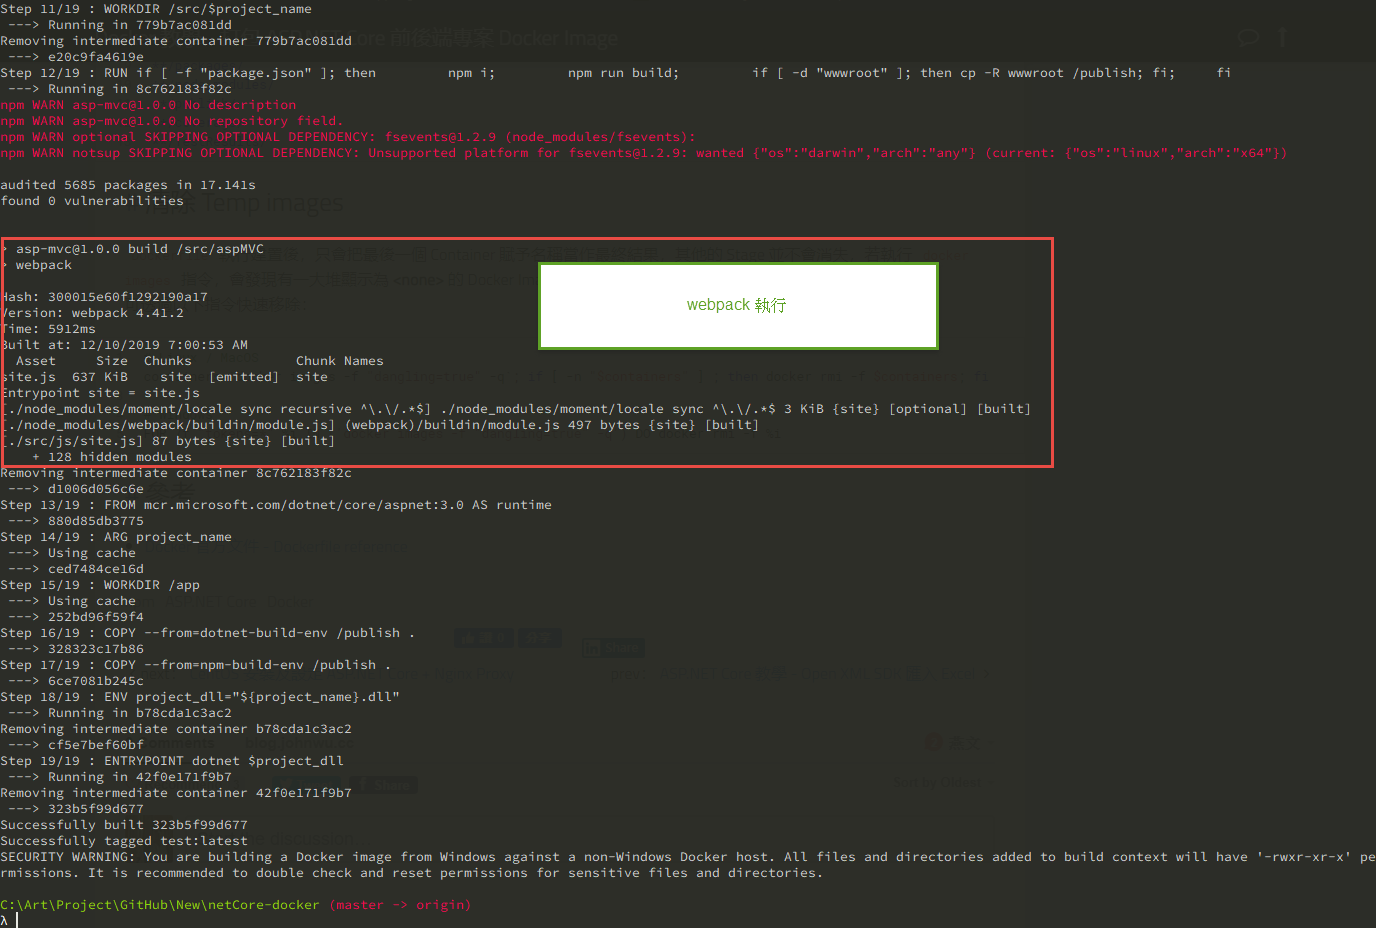 Step 11/19 : WORKDIR /src/$project_name
---> Running in 779b7ac081dd
Removing intermediate container 779b7ac081dd
---> e20c9fa4619e
Step 12/19 : RUN if [ -f "package.json" ]; then npm i; npm run build; if [ -d "wwwroot" ]; then cp -R wwwroot /publish; fi; fi
---> Running in 8c762183f82c
npm WARN asp-mvc@1.0.0 No description
npm WARN asp-mvc@1.0.0 No repository field.
npm WARN optional SKIPPING OPTIONAL DEPENDENCY: fsevents@1.2.9 (node_modules/fsevents):
npm WARN notsup SKIPPING OPTIONAL DEPENDENCY: Unsupported platform for fsevents@1.2.9: wanted {"os":"darwin","arch":"any"} (current: {"os":"linux","arch":"x64"})
audited 5685 packages in 17.141s
found 0 vulnerabilities
> asp-mvc@1.0.0 build /src/aspMVC
> webpack
webpack 執行
Hash: 300015e60f1292190a17
Version: webpack 4.41.2
Time: 5912ms
Built at: 12/10/2019 7:00:53 AM
Asset Size Chunks Chunk Names
site.js 637 KiB site [emitted] site
Entrypoint site = site.js
[./node_modules/moment/locale sync recursive ^\.\/.*$] ./node_modules/moment/locale sync ^\.\/.*$ 3 KiB {site} [optional] [built]
[./node_modules/webpack/buildin/module.js] (webpack)/buildin/module.js 497 bytes {site} [built]
[./src/js/site.js] 87 bytes {site} [built]
+ 128 hidden modules
Removing intermediate container 8c762183f82c
---> d1006d056c6e
Step 13/19 : FROM mcr.microsoft.com/dotnet/core/aspnet:3.0 AS runtime
---> 880d85db3775
Step 14/19 : ARG project_name
---> Using cache
---> ced7484ce16d
Step 15/19 : WORKDIR /app
---> Using cache
---> 252bd96f59f4
Step 16/19 : COPY --from=dotnet-build-env /publish .
---> 328323c17b86
Step 17/19 : COPY --from=npm-build-env /publish .
---> 6ce7081b245c
Step 18/19 : ENV project_dll="${project_name}.dll"
---> Running in b78cda1c3ac2
Removing intermediate container b78cda1c3ac2
---> cf5e7bef60bf
Step 19/19 : ENTRYPOINT dotnet $project_dll
---> Running in 42f0e171f9b7
Removing intermediate container 42f0e171f9b7
---> 323b5f99d677
Successfully built 323b5f99d677
Successfully tagged test:latest
SECURITY WARNING: You are building a Docker image from Windows against a non-Windows Docker host. All files and directories added to build context will have '-rwxr-xr-x' pe
rmissions. It is recommended to double check and reset permissions for sensitive files and directories.
C:\Art\Project\GitHub\New\netCore-docker (master -> origin)
λ